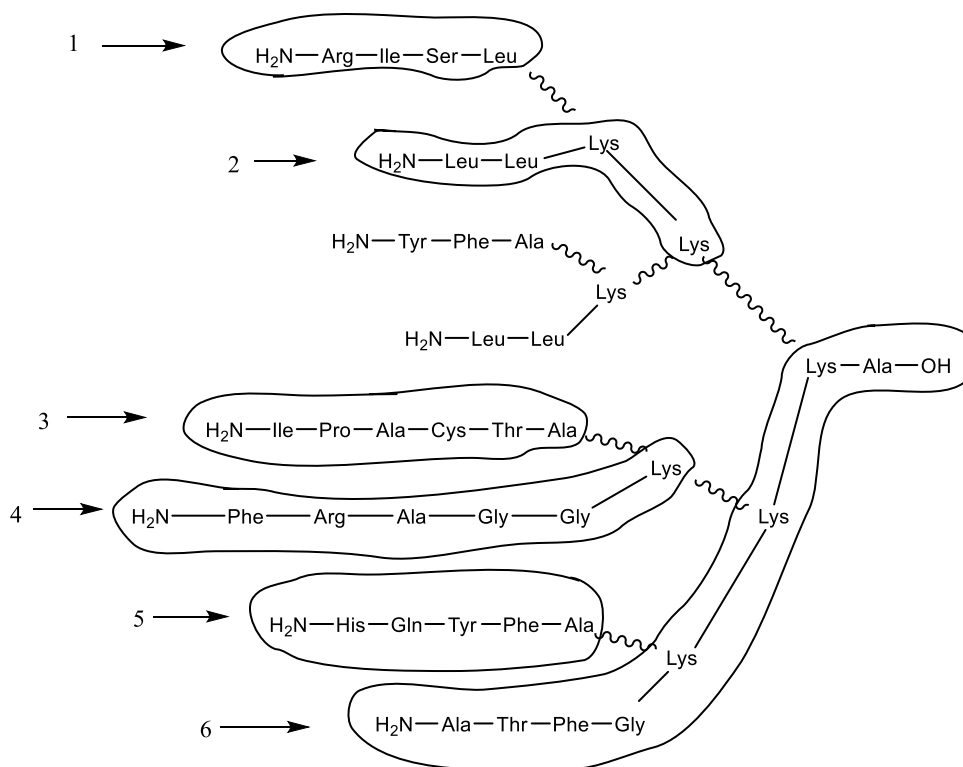 1 H₂N Arg Ile Ser Leu
Lys
2 H₂N Leu Leu
Lys
H₂N Tyr Phe Ala
Lys
H₂N Leu Leu
Lys Ala OH
3 H₂N Ile Pro Ala Cys Thr Ala
Lys
4 H₂N Phe Arg Ala Gly Gly
Lys
5 H₂N His Gln Tyr Phe Ala
Lys
6 H₂N Ala Thr Phe Gly